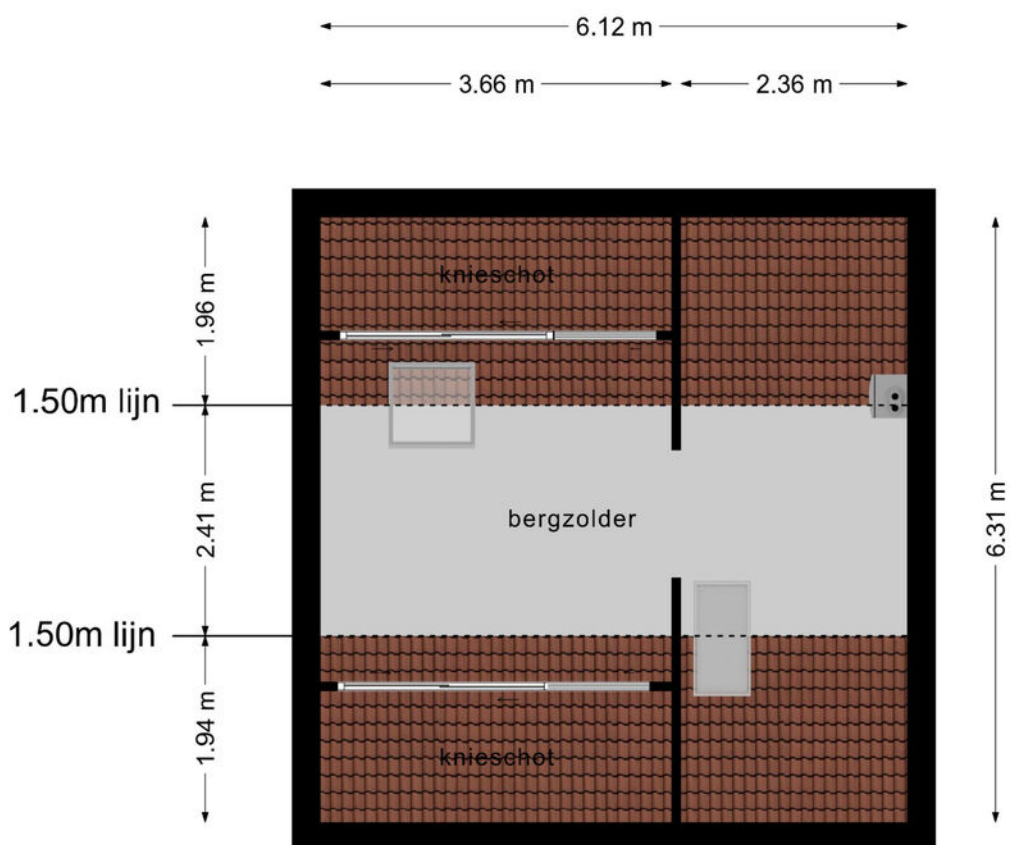 6.12 m
3.66 m
2.36 m
1.96 m
knieschot
1.50m lijn
2.41 m
bergzolder
6.31 m
1.50m lijn
1.94 m
knieschot